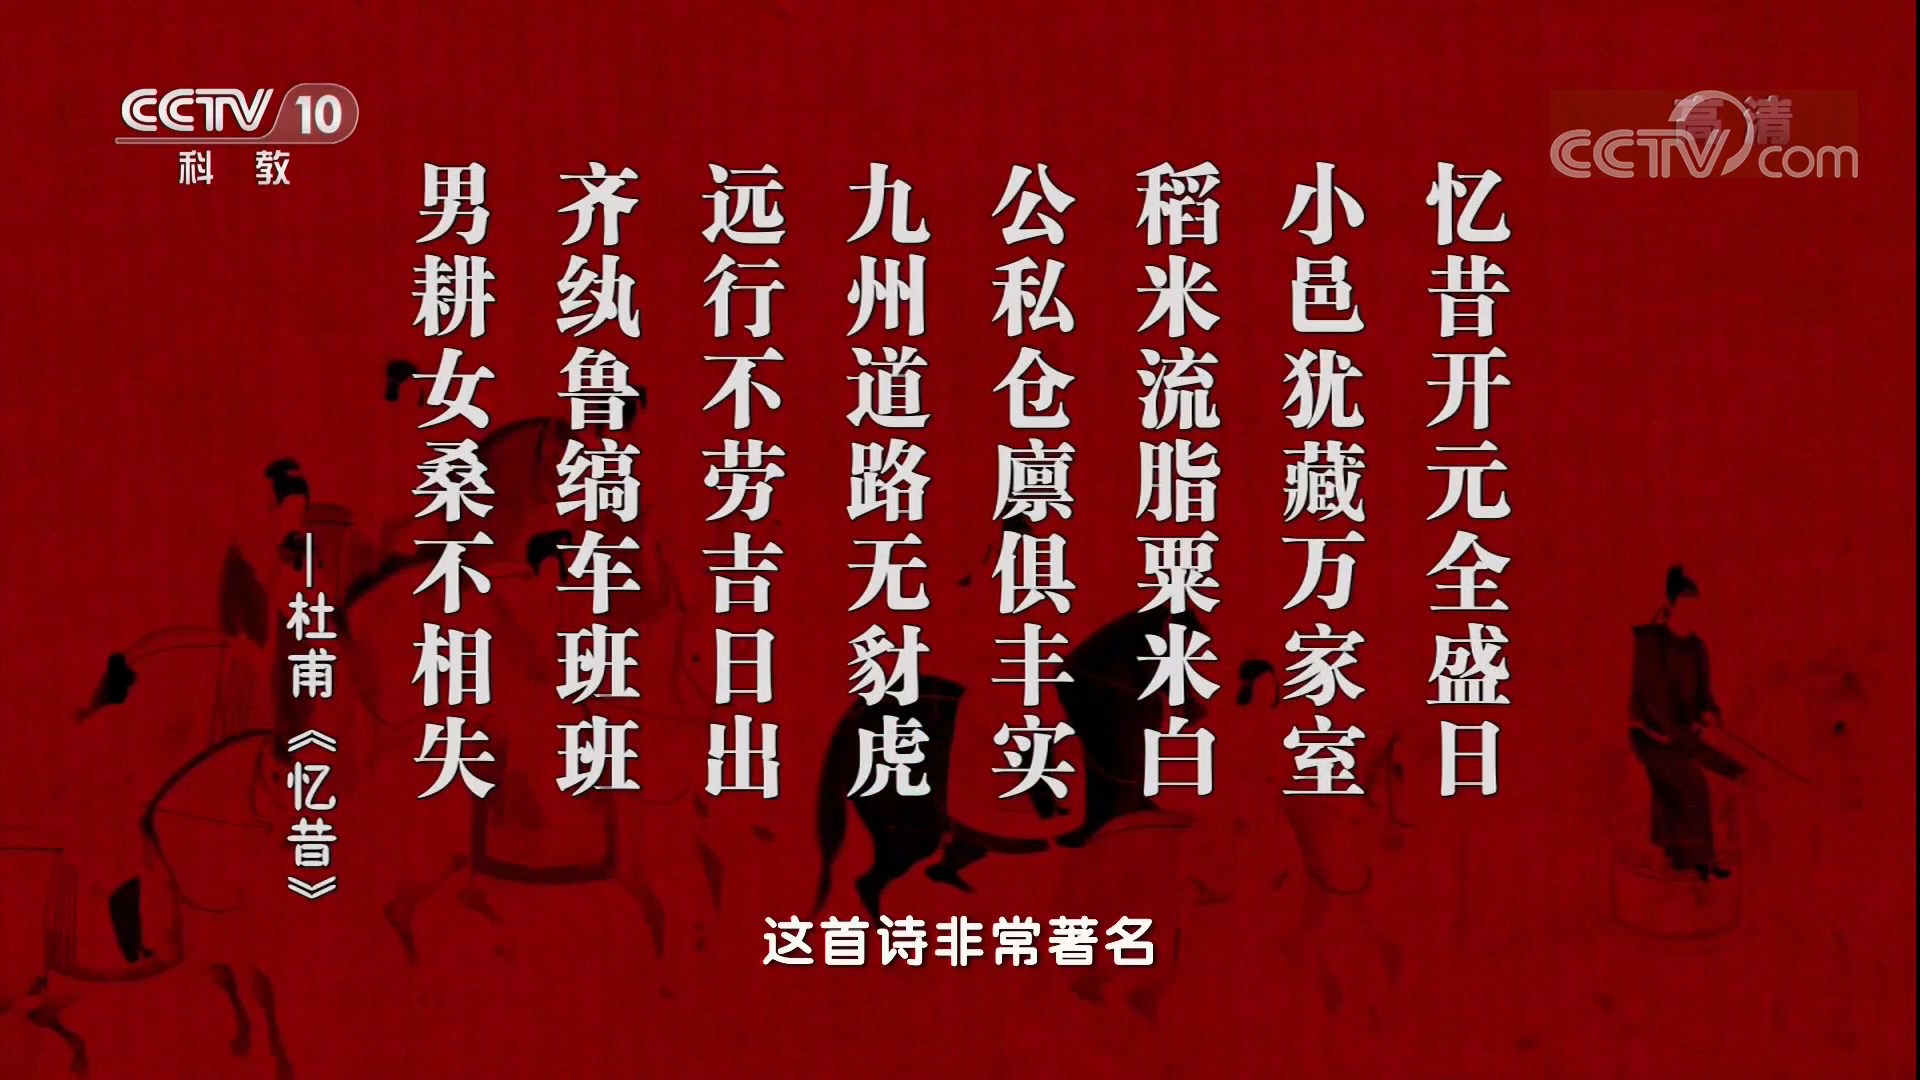 CCTV 10
科教
高清
CCTV.com
忆昔开元全盛日
小邑犹藏万家室
稻米流脂粟米白
公私仓廪俱丰实
九州道路无豺虎
远行不劳吉日出
齐纨鲁缟车班班
男耕女桑不相失
—杜甫《忆昔》
这首诗非常著名